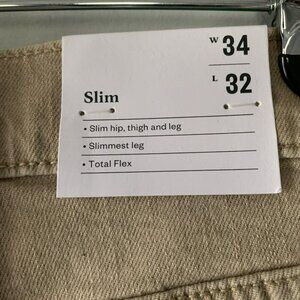 W 34
L 32
Slim
• Slim hip, thigh and leg
• Slimmest leg
• Total Flex